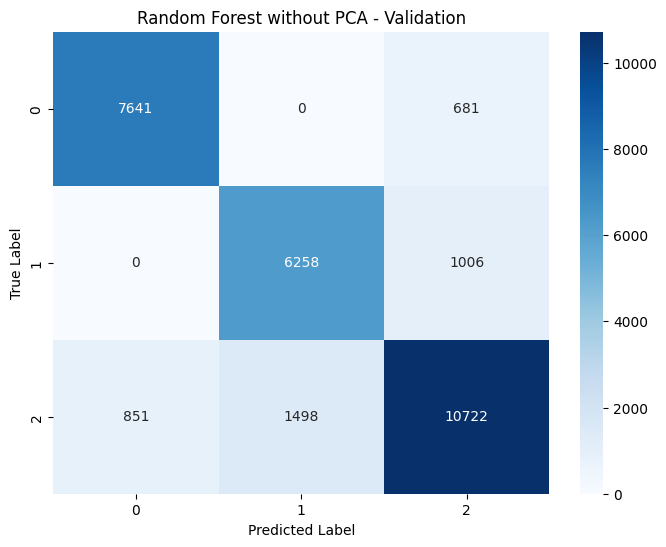 Random Forest without PCA - Validation
10000
0 7641 0 681
8000
6000
1 0 6258 1006
4000
2 851 1498 10722
2000
0
0 1 2
True Label
Predicted Label